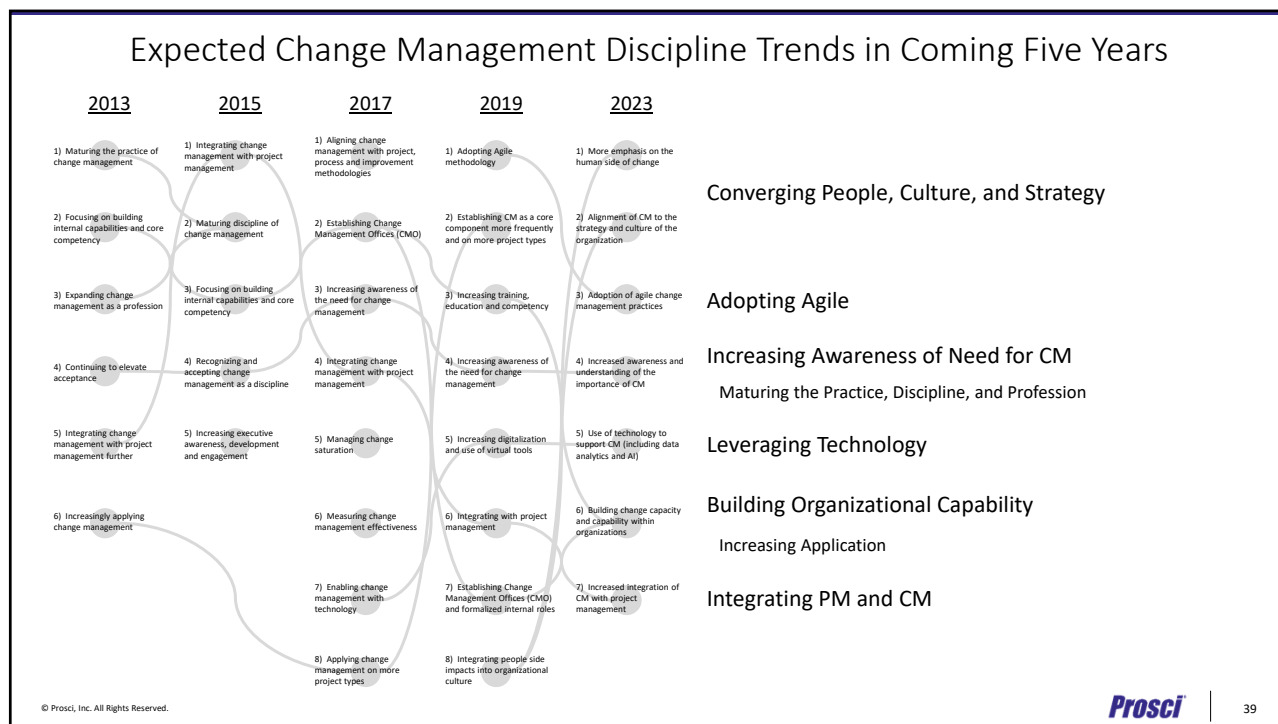 Expected Change Management Discipline Trends in Coming Five Years
2013
1) Maturing the practice of
change management
2) Focusing on building
internal capabilities and core
competency
3) Expanding change
management as a profession
4) Continuing to elevate
acceptance
5) Integrating change
management with project
management further
6) Increasingly applying
change management
2015
1) Integrating change
management with project
management
2) Maturing discipline of
change management
3) Focusing on building
internal capabilities and core
competency
4) Recognizing and
accepting change
management as a discipline
5) Increasing executive
awareness, development
and engagement
2017
1) Aligning change
management with project,
process and improvement
methodologies
2) Establishing Change
Management Offices (CMO)
3) Increasing awareness of
the need for change
management
4) Integrating change
management with project
management
5) Managing change
saturation
6) Measuring change
management effectiveness
7) Enabling change
management with
technology
8) Applying change
management on more
project types
2019
1) Adopting Agile
methodology
2) Establishing CM as a core
component more frequently
and on more project types
3) Increasing training,
education and competency
4) Increasing awareness of
the need for change
management
5) Increasing digitalization
and use of virtual tools
6) Integrating with project
management
7) Establishing Change
Management Offices (CMO)
and formalized internal roles
8) Integrating people side
impacts into organizational
culture
2023
1) More emphasis on the
human side of change
2) Alignment of CM to the
strategy and culture of the
organization
3) Adoption of agile change
management practices
4) Increased awareness and
understanding of the
importance of CM
5) Use of technology to
support CM (including data
analytics and AI)
6) Building change capacity
and capability within
organizations
7) Increased integration of
CM with project
management
Converging People, Culture, and Strategy
Adopting Agile
Increasing Awareness of Need for CM
Maturing the Practice, Discipline, and Profession
Leveraging Technology
Building Organizational Capability
Increasing Application
Integrating PM and CM
© Prosci, Inc. All Rights Reserved.
Prosci
39